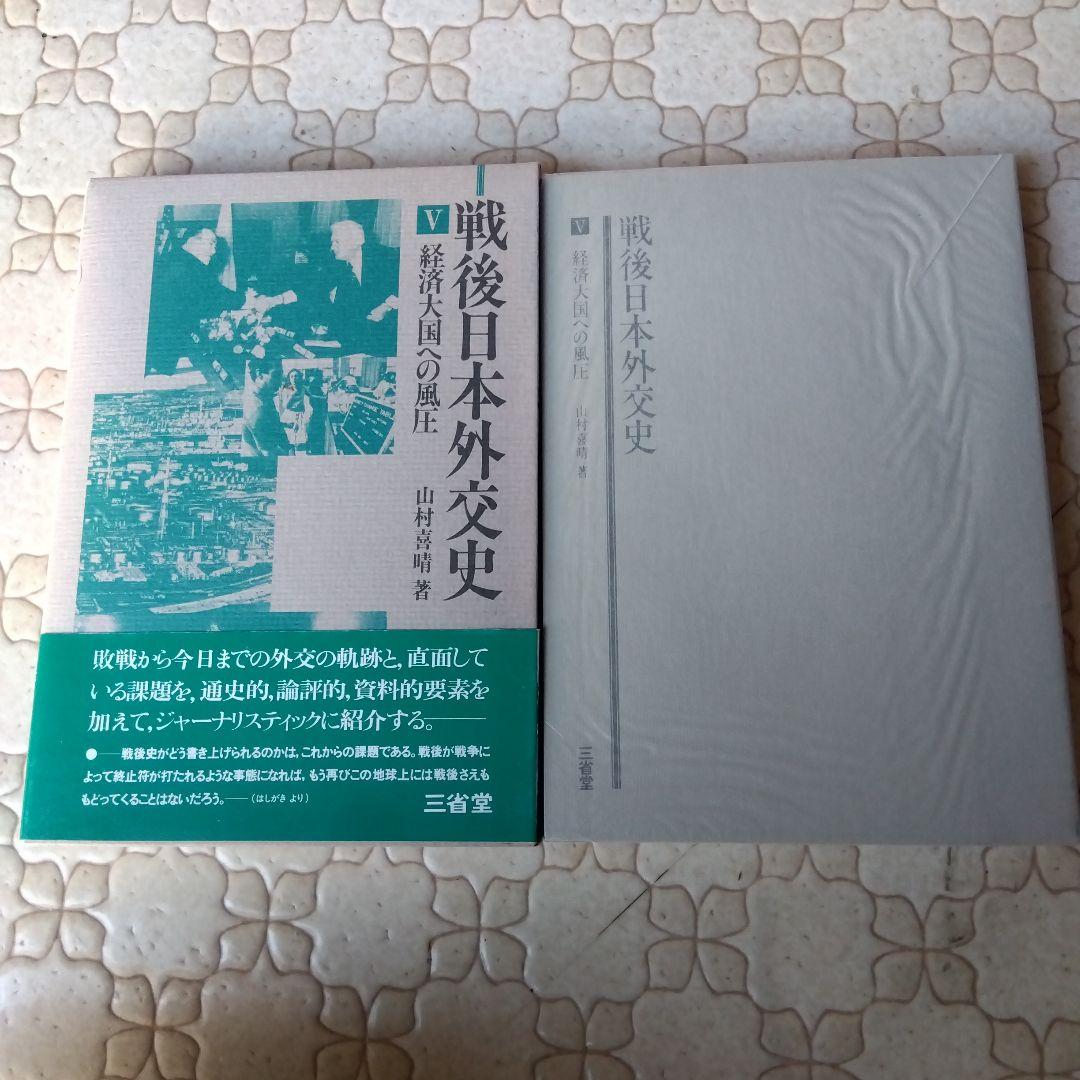 戦後日本外交史
V 経済大国への風圧
山村喜晴 著
敗戦から今日までの外交の軌跡と,直面して
いる課題を,通史的,論評的,資料的要素を
加えて,ジャーナリスティックに紹介する。——
●——戦後史がどう書き上げられるのかは,これからの課題である。戦後が戦争に
よって終止符が打たれるような事態になれば,もう再びこの地球上には戦後さえも
もどってくることはないだろう。——(はしがき より)
三省堂
戦後日本外交史
V 経済大国への風圧
山村喜晴 著
三省堂